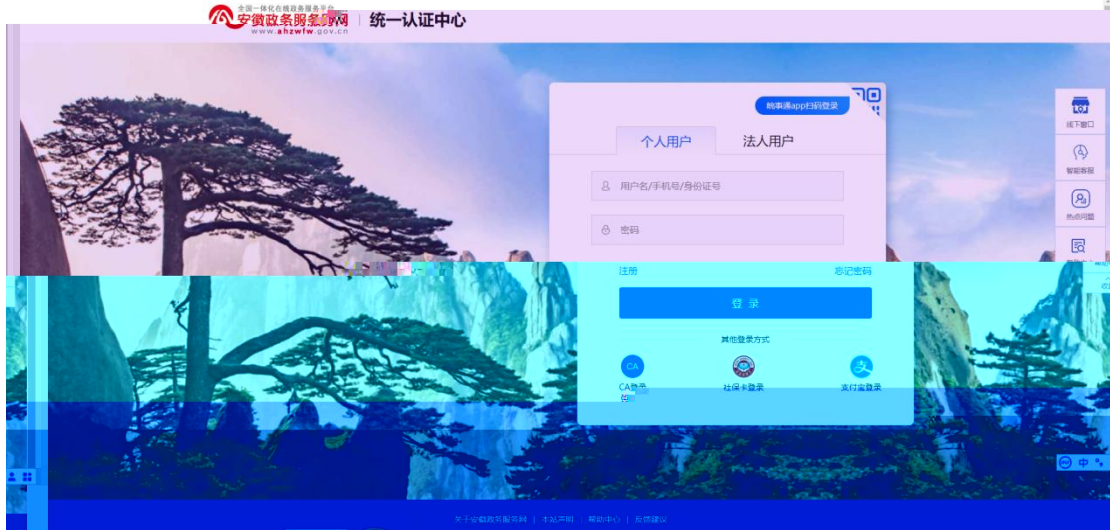 全国一体化在线政务服务平台
安徽政务服务网
www.ahzwfw.gov.cn
统一认证中心
皖事通app扫码登录
个人用户 法人用户
用户名/手机号/身份证号
密码
注册 忘记密码
登 录
其他登录方式
CA
CA登录 社保卡登录 支付宝登录
线下窗口
智能客服
热点问题
中
关于安徽政务服务网 | 本站声明 | 帮助中心 | 反馈建议